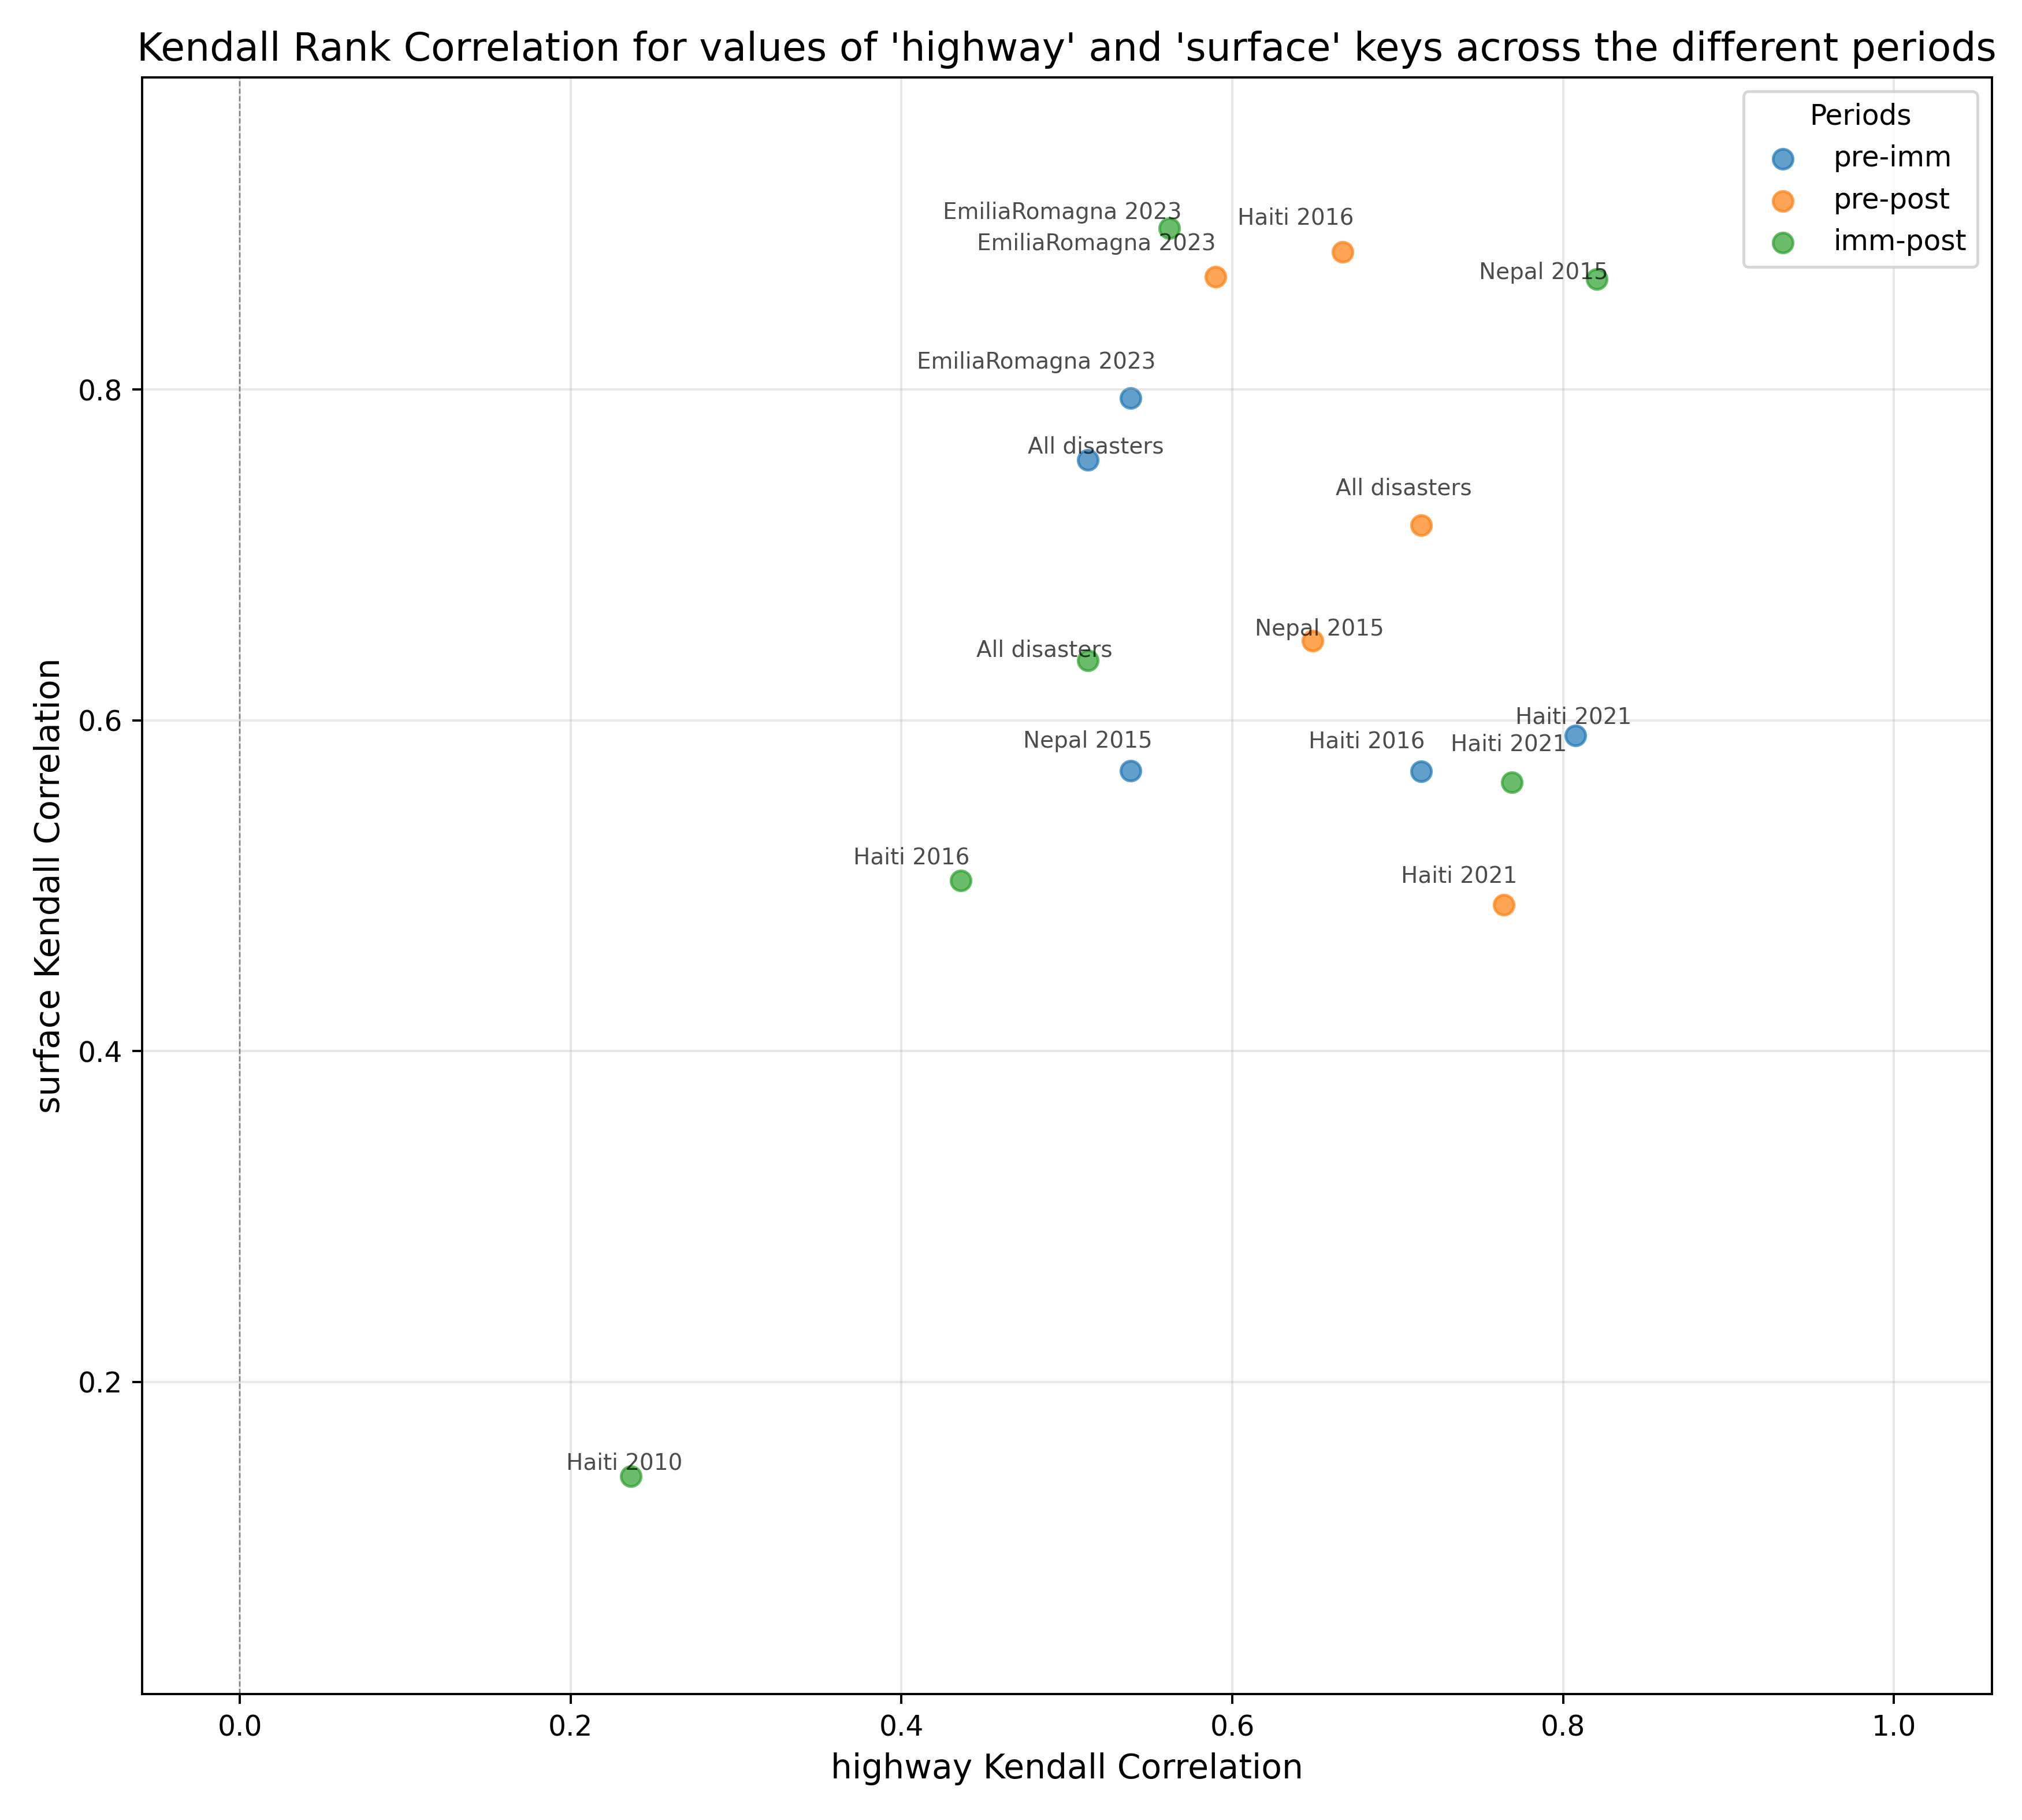 Kendall Rank Correlation for values of 'highway' and 'surface' keys across the different periods
Periods
pre-imm
pre-post
imm-post
EmiliaRomagna 2023
Haiti 2016
EmiliaRomagna 2023
Nepal 2015
EmiliaRomagna 2023
All disasters
All disasters
Nepal 2015
All disasters
Haiti 2021
Nepal 2015
Haiti 2016
Haiti 2021
Haiti 2016
Haiti 2021
Haiti 2010
0.8
0.6
0.4
0.2
surface Kendall Correlation
0.0
0.2
0.4
0.6
0.8
1.0
highway Kendall Correlation